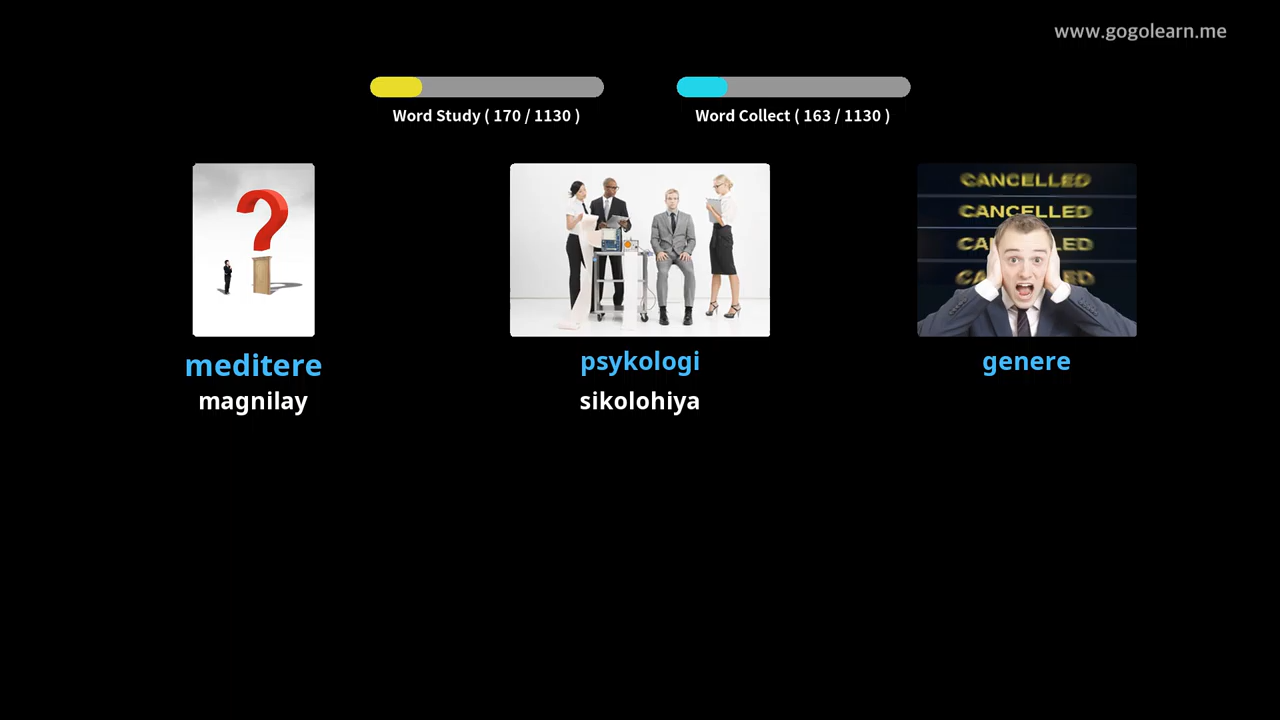 www.gogolearn.me
Word Study ( 170 / 1130 )
Word Collect ( 163 / 1130 )
CANCELLED
CANCELLED
meditere
psykologi
genere
magnilay
sikolohiya